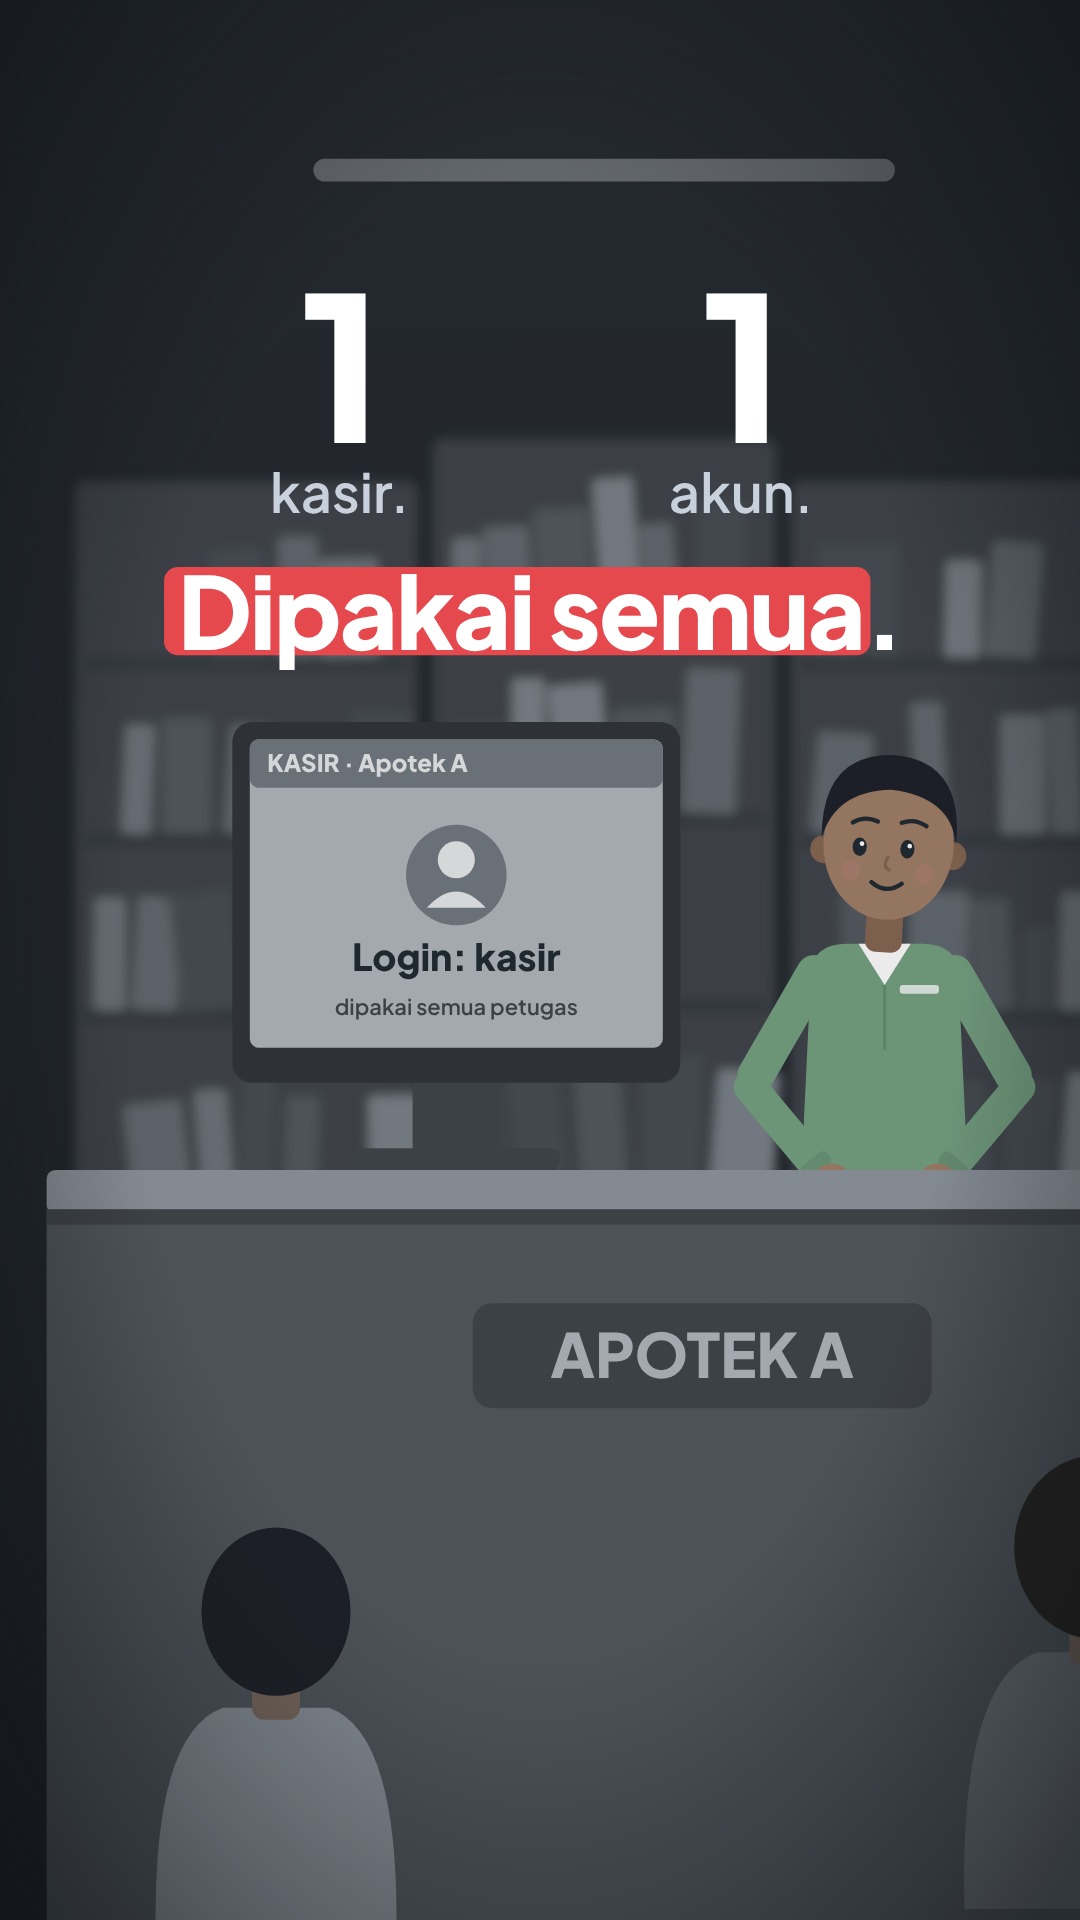 1 1
kasir. akun.
Dipakai semua.
KASIR · Apotek A
Login: kasir
dipakai semua petugas
APOTEK A